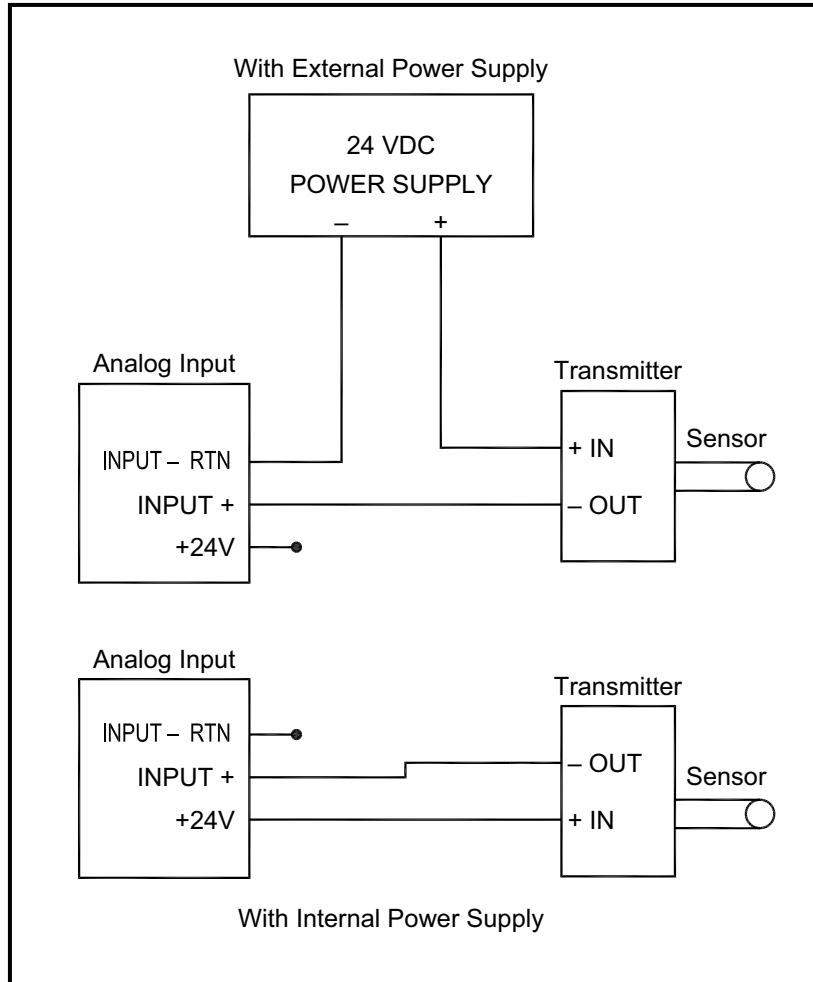 With External Power Supply
24 VDC
POWER SUPPLY
– +
Analog Input
INPUT – RTN
INPUT +
+24V
Transmitter
+ IN
– OUT
Sensor
Analog Input
INPUT – RTN
INPUT +
+24V
Transmitter
– OUT
+ IN
Sensor
With Internal Power Supply